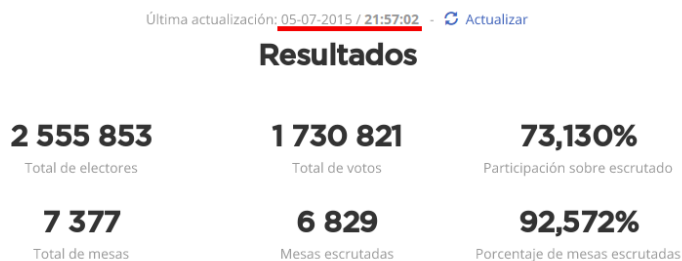 Última actualización: 05-07-2015 / 21:57:02 - Actualizar
Resultados
2 555 853 1 730 821 73,130%
Total de electores Total de votos Participación sobre escrutado
7 377 6 829 92,572%
Total de mesas Mesas escrutadas Porcentaje de mesas escrutadas